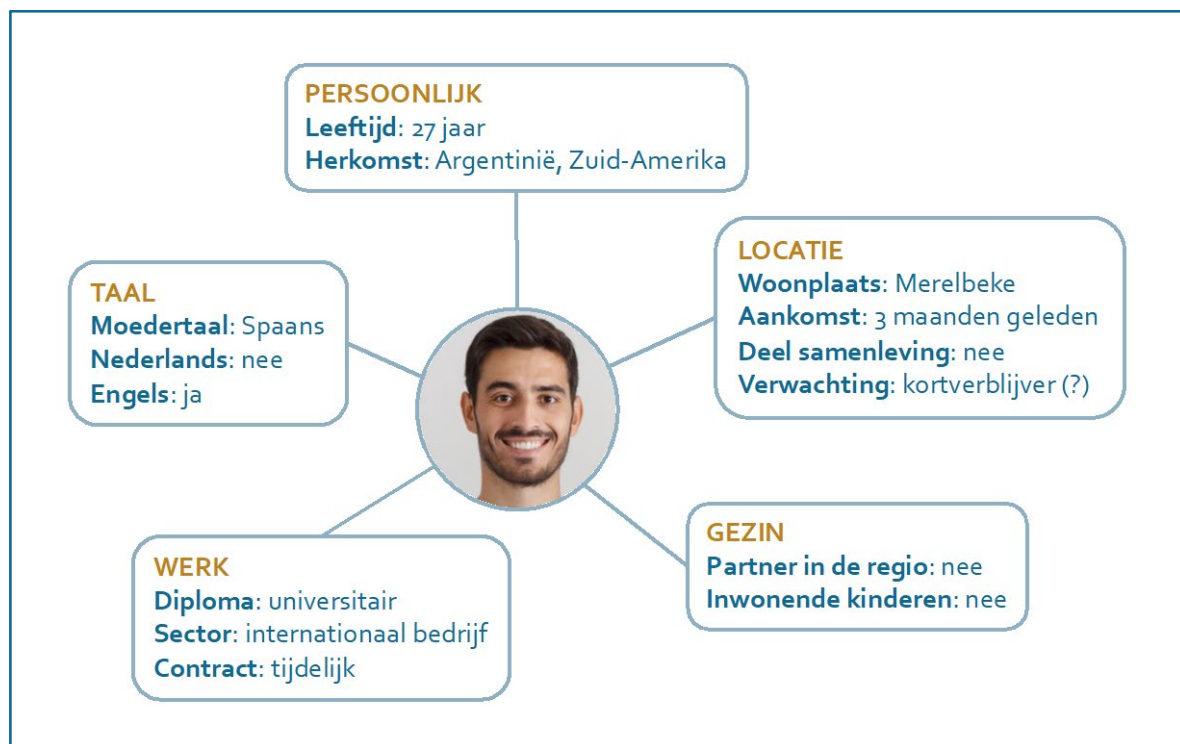 PERSOONLIJK
Leeftijd: 27 jaar
Herkomst: Argentinië, Zuid-Amerika
LOCATIE
Woonplaats: Merelbeke
Aankomst: 3 maanden geleden
Deel samenleving: nee
Verwachting: kortverblijver (?)
TAAL
Moedertaal: Spaans
Nederlands: nee
Engels: ja
GEZIN
Partner in de regio: nee
Inwonende kinderen: nee
WERK
Diploma: universitair
Sector: internationaal bedrijf
Contract: tijdelijk